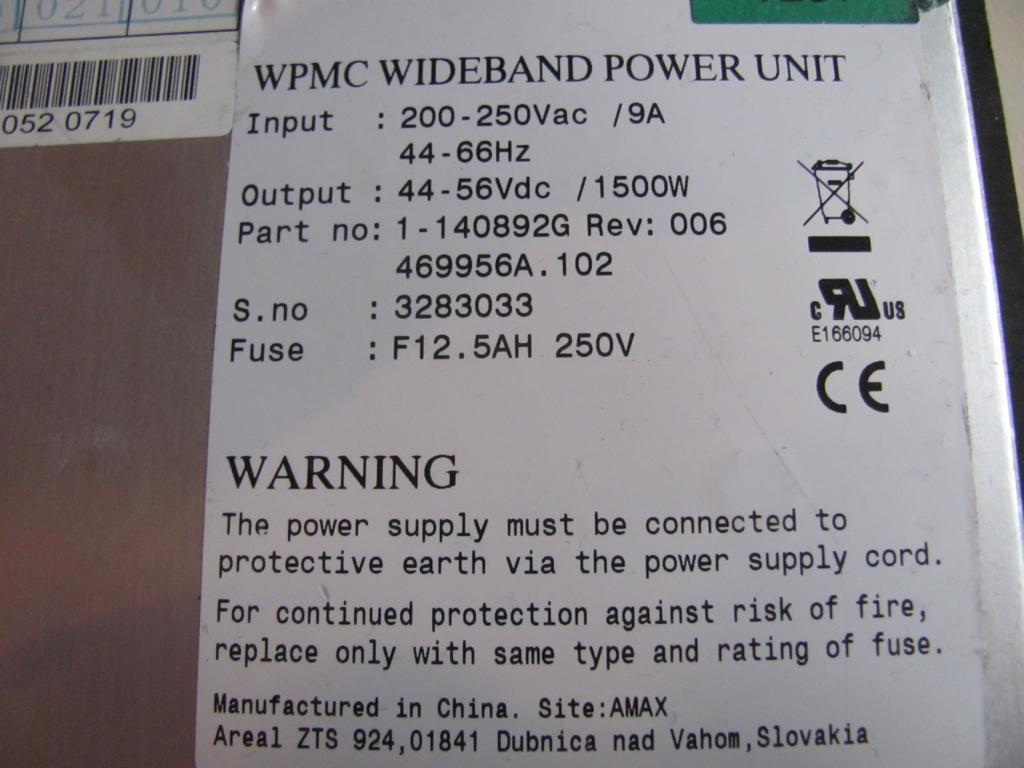 021 010
052 0719
WPMC WIDEBAND POWER UNIT
Input : 200-250Vac /9A
44-66Hz
Output : 44-56Vdc /1500W
Part no: 1-140892G Rev: 006
469956A.102
S.no : 3283033
Fuse : F12.5AH 250V
c RU US
E166094
CE
WARNING
The power supply must be connected to
protective earth via the power supply cord.
For continued protection against risk of fire,
replace only with same type and rating of fuse.
Manufactured in China. Site:AMAX
Areal ZTS 924,01841 Dubnica nad Vahom,Slovakia